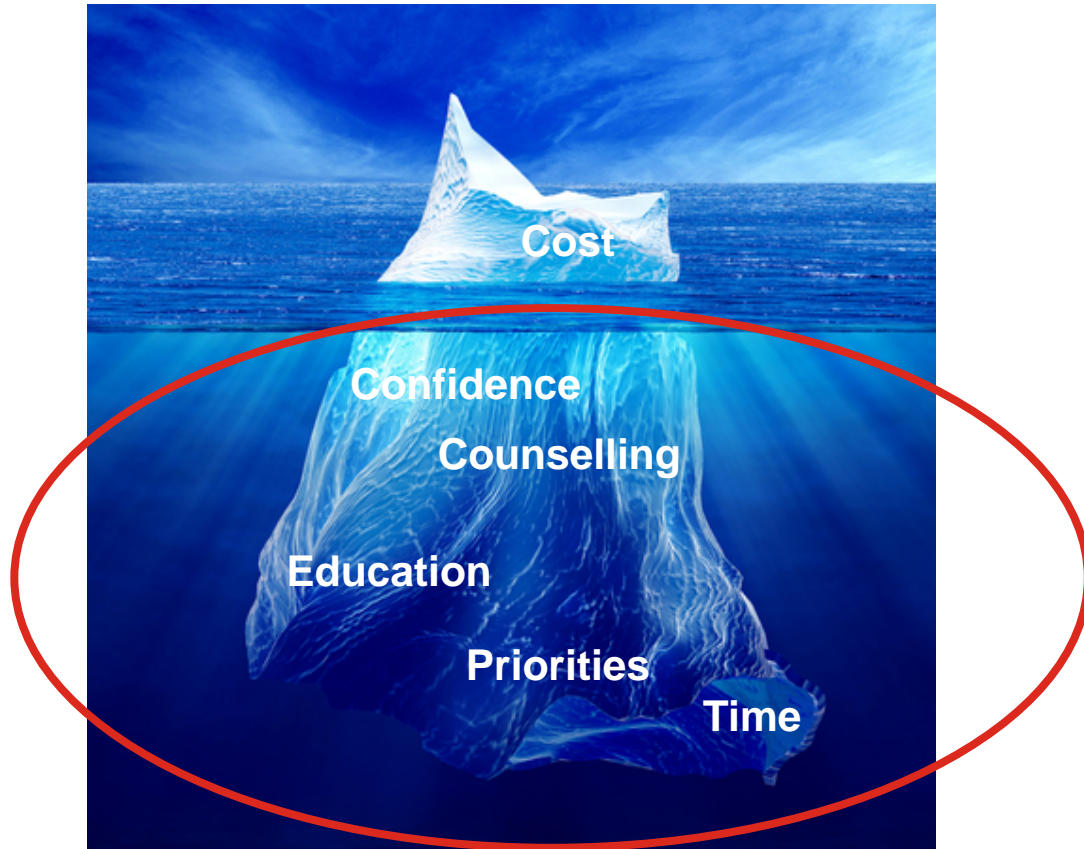 Cost
Confidence
Counselling
Education
Priorities
Time